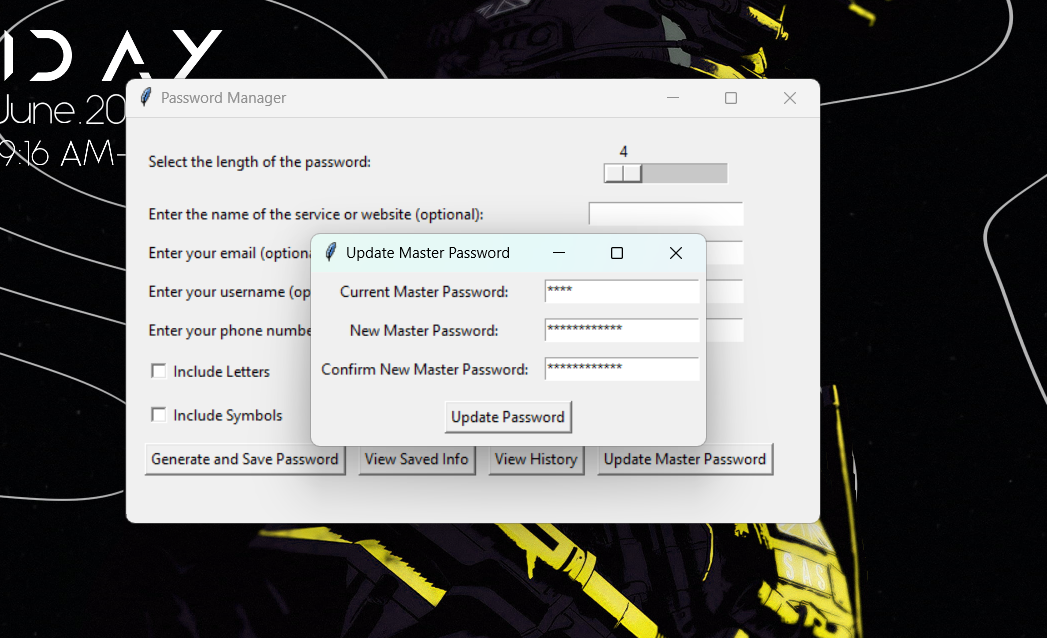 IDAY
June.20
9:16 AM-
Password Manager
4
Select the length of the password:
Enter the name of the service or website (optional):
Enter your email (optiona
Enter your username (op
Enter your phone numbe
Include Letters
Include Symbols
Update Master Password
Current Master Password:
****
New Master Password:
************
Confirm New Master Password:
************
Update Password
Generate and Save Password
View Saved Info
View History
Update Master Password